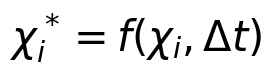 χᵢ* = f(χᵢ, Δt)